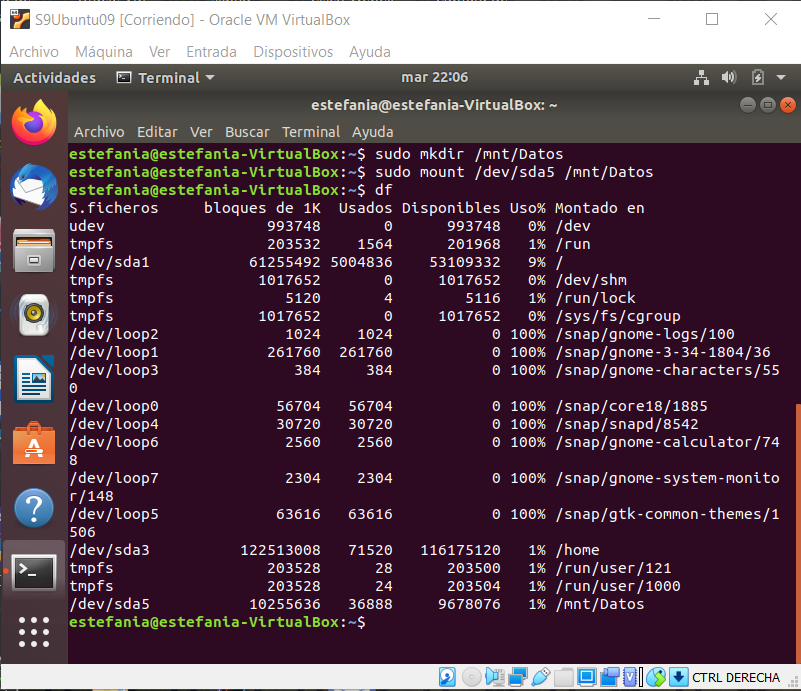 S9Ubuntu09 [Corriendo] - Oracle VM VirtualBox
Archivo Máquina Ver Entrada Dispositivos Ayuda
Actividades Terminal mar 22:06
estefania@estefania-VirtualBox: ~
Archivo Editar Ver Buscar Terminal Ayuda
estefania@estefania-VirtualBox:~$ sudo mkdir /mnt/Datos
estefania@estefania-VirtualBox:~$ sudo mount /dev/sda5 /mnt/Datos
estefania@estefania-VirtualBox:~$ df
S.ficheros bloques de 1K Usados Disponibles Uso% Montado en
udev 993748 0 993748 0% /dev
tmpfs 203532 1564 201968 1% /run
/dev/sda1 61255492 5004836 53109332 9% /
tmpfs 1017652 0 1017652 0% /dev/shm
tmpfs 5120 4 5116 1% /run/lock
tmpfs 1017652 0 1017652 0% /sys/fs/cgroup
/dev/loop2 1024 1024 0 100% /snap/gnome-logs/100
/dev/loop1 261760 261760 0 100% /snap/gnome-3-34-1804/36
/dev/loop3 384 384 0 100% /snap/gnome-characters/55
0
/dev/loop0 56704 56704 0 100% /snap/core18/1885
/dev/loop4 30720 30720 0 100% /snap/snapd/8542
/dev/loop6 2560 2560 0 100% /snap/gnome-calculator/74
8
/dev/loop7 2304 2304 0 100% /snap/gnome-system-monito
r/148
/dev/loop5 63616 63616 0 100% /snap/gtk-common-themes/1
506
/dev/sda3 122513008 71520 116175120 1% /home
tmpfs 203528 28 203500 1% /run/user/121
tmpfs 203528 24 203504 1% /run/user/1000
/dev/sda5 10255636 36888 9678076 1% /mnt/Datos
estefania@estefania-VirtualBox:~$
CTRL DERECHA